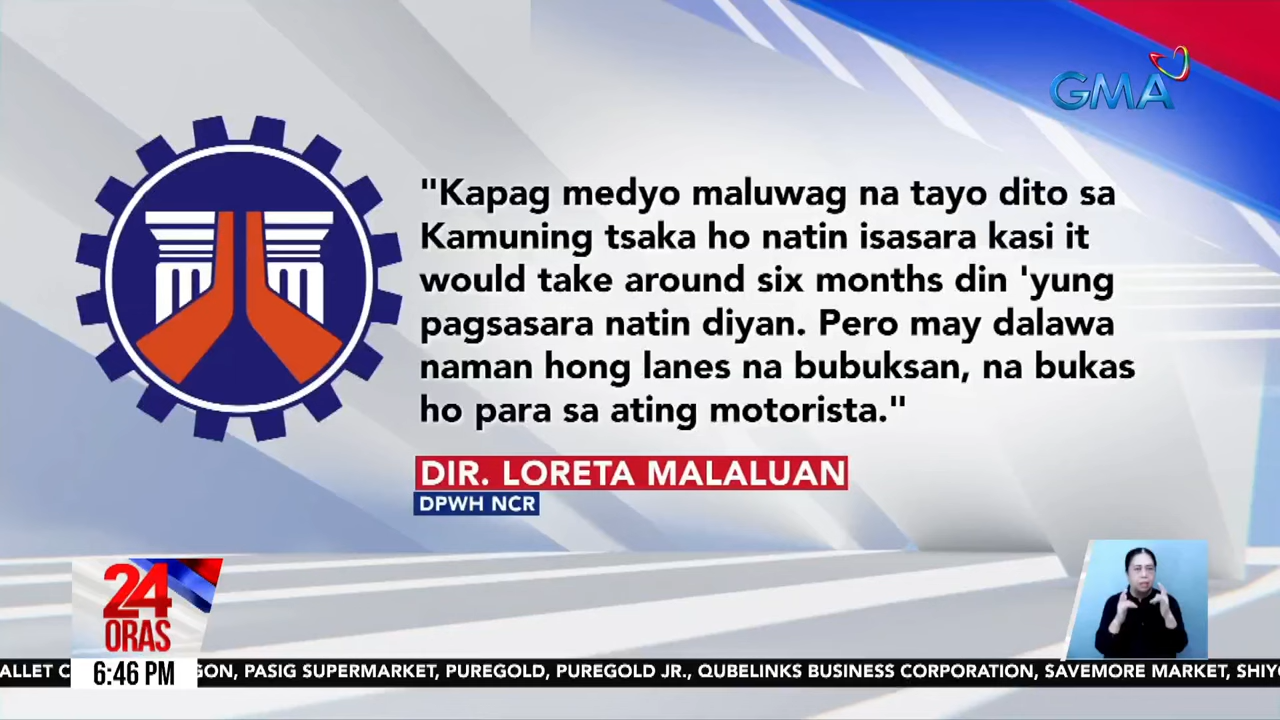 GMA
"Kapag medyo maluwag na tayo dito sa
Kamuning tsaka ho natin isasara kasi it
would take around six months din 'yung
pagsasara natin diyan. Pero may dalawa
naman hong lanes na bubuksan, na bukas
ho para sa ating motorista."
DIR. LORETA MALALUAN
DPWH NCR
24
ORAS
6:46 PM
PASIG SUPERMARKET, PUREGOLD, PUREGOLD JR., QUBELINKS BUSINESS CORPORATION, SAVEMORE MARKET,